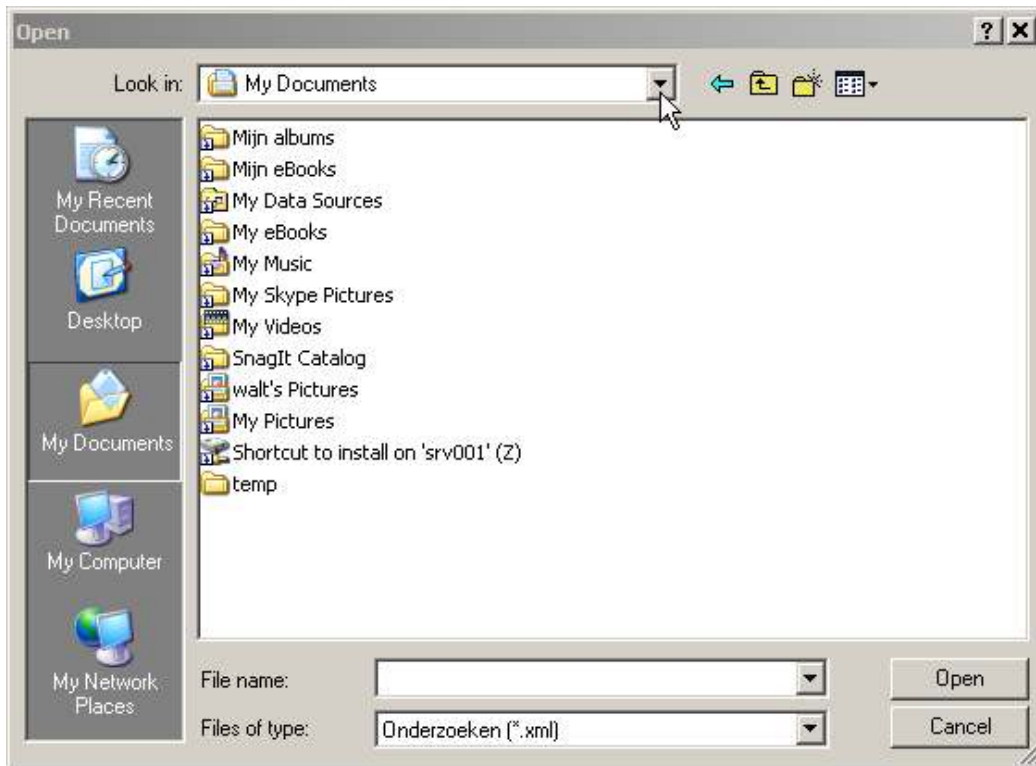 Open
Look in:
My Documents
My Recent
Documents
Desktop
My Documents
My Computer
My Network
Places
Mijn albums
Mijn eBooks
My Data Sources
My eBooks
My Music
My Skype Pictures
My Videos
SnagIt Catalog
walt's Pictures
My Pictures
Shortcut to install on 'srv001' (Z)
temp
File name:
Open
Files of type:
Onderzoeken (*.xml)
Cancel